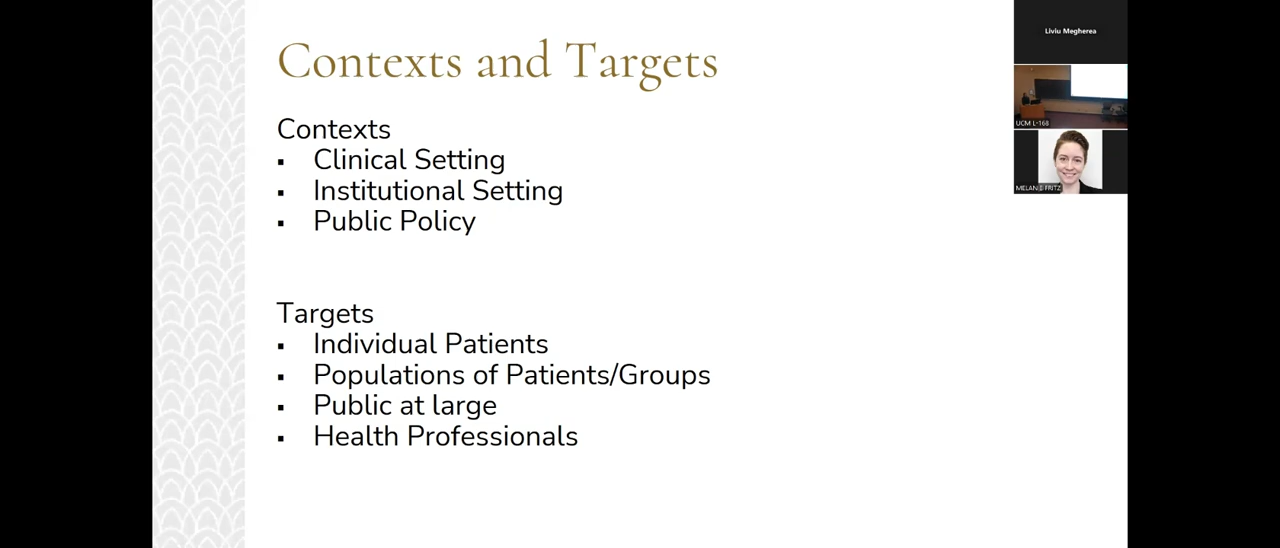 Contexts and Targets
Contexts
▪ Clinical Setting
▪ Institutional Setting
▪ Public Policy
Targets
▪ Individual Patients
▪ Populations of Patients/Groups
▪ Public at large
▪ Health Professionals
Liviu Megherea
UCM L-168
FRITZ